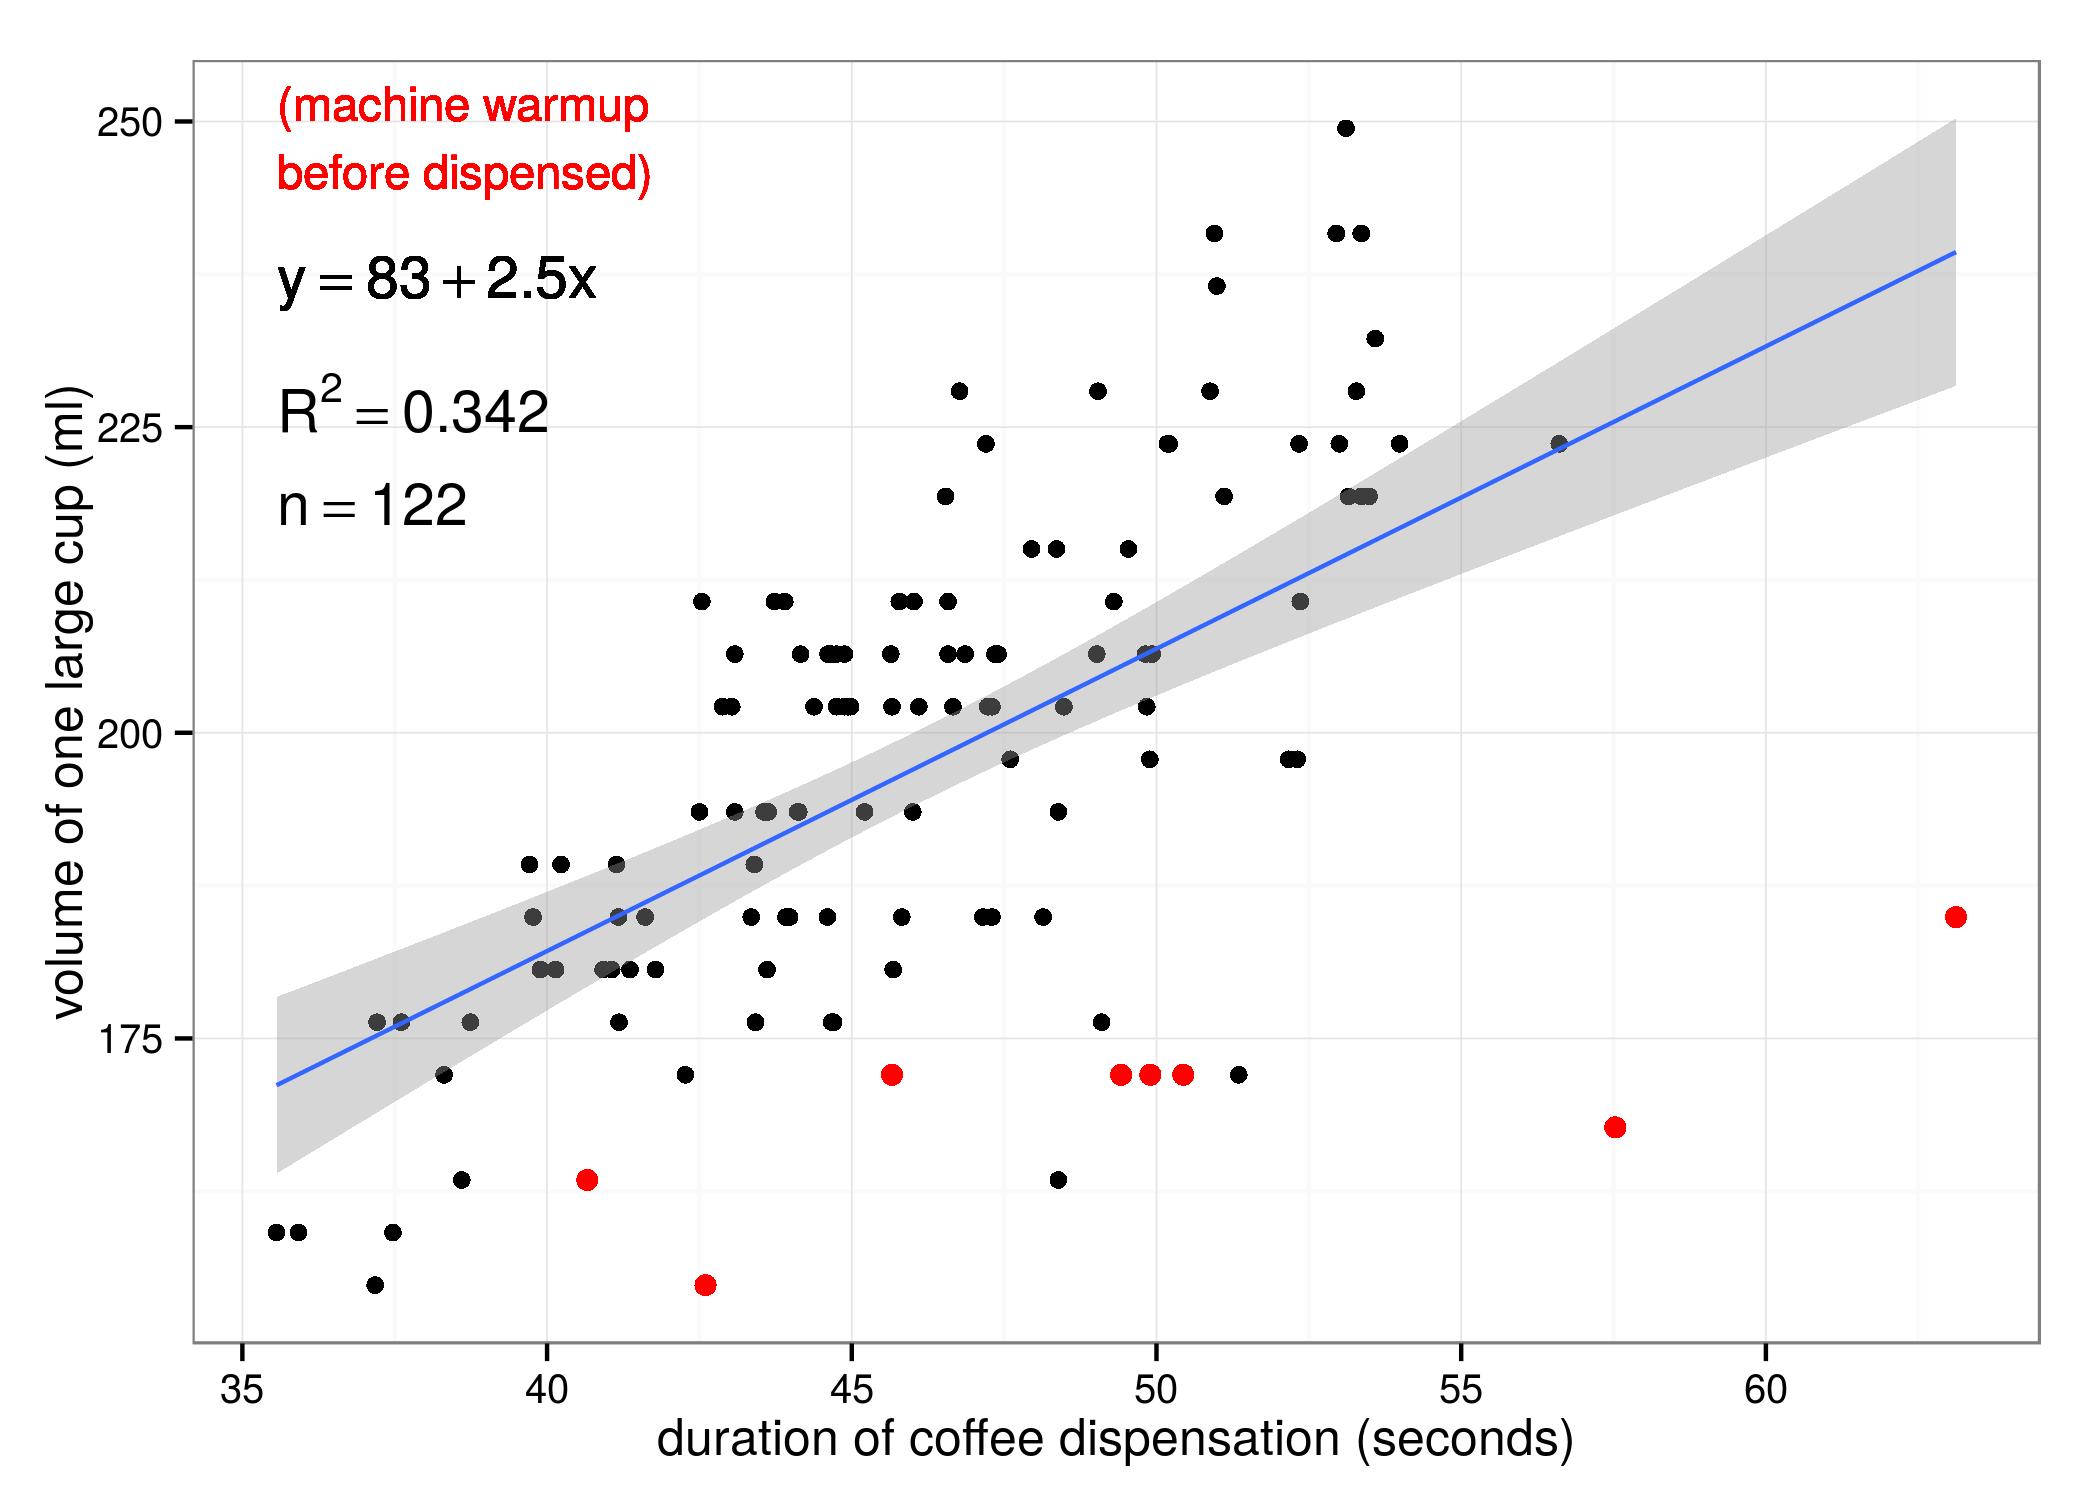 (machine warmup
before dispensed)
y = 83 + 2.5x
R² = 0.342
n = 122
250
225
200
175
volume of one large cup (ml)
35 40 45 50 55 60
duration of coffee dispensation (seconds)